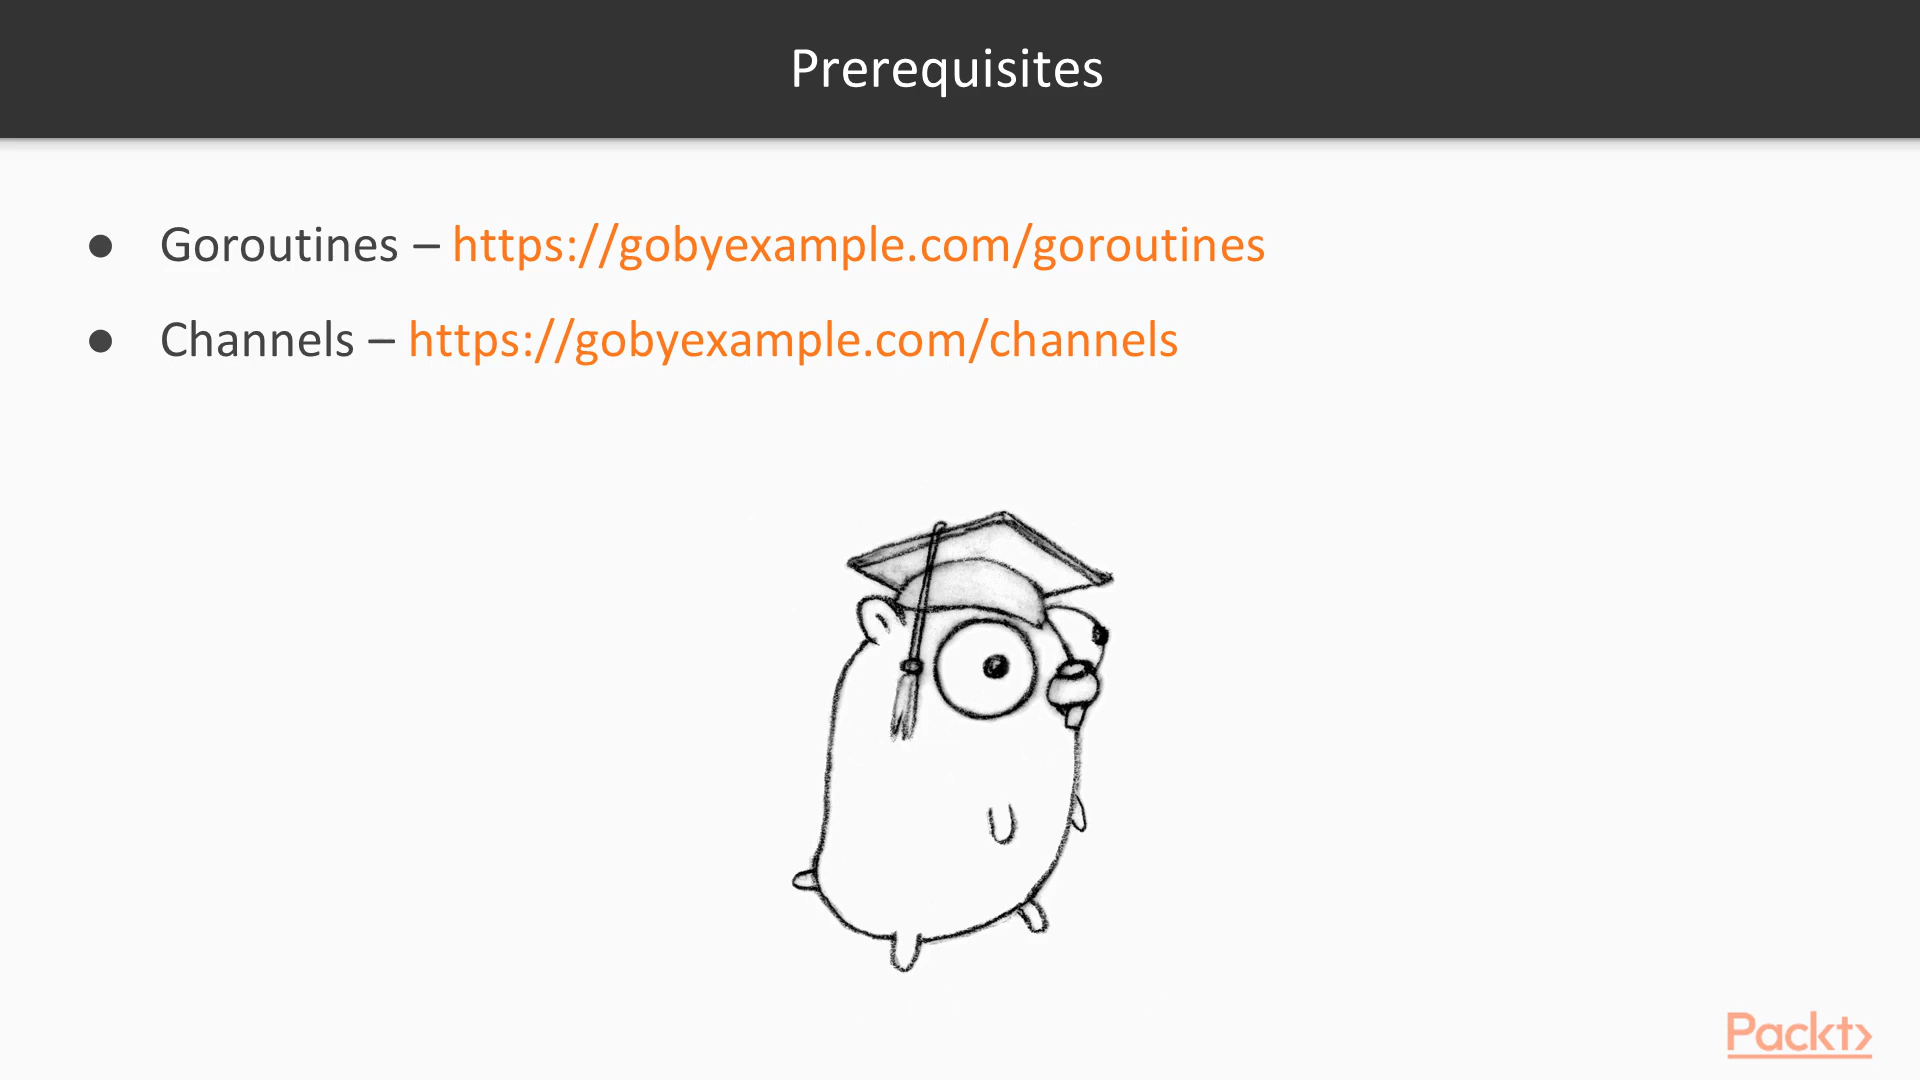 Prerequisites
● Goroutines – https://gobyexample.com/goroutines
● Channels – https://gobyexample.com/channels
Packt>